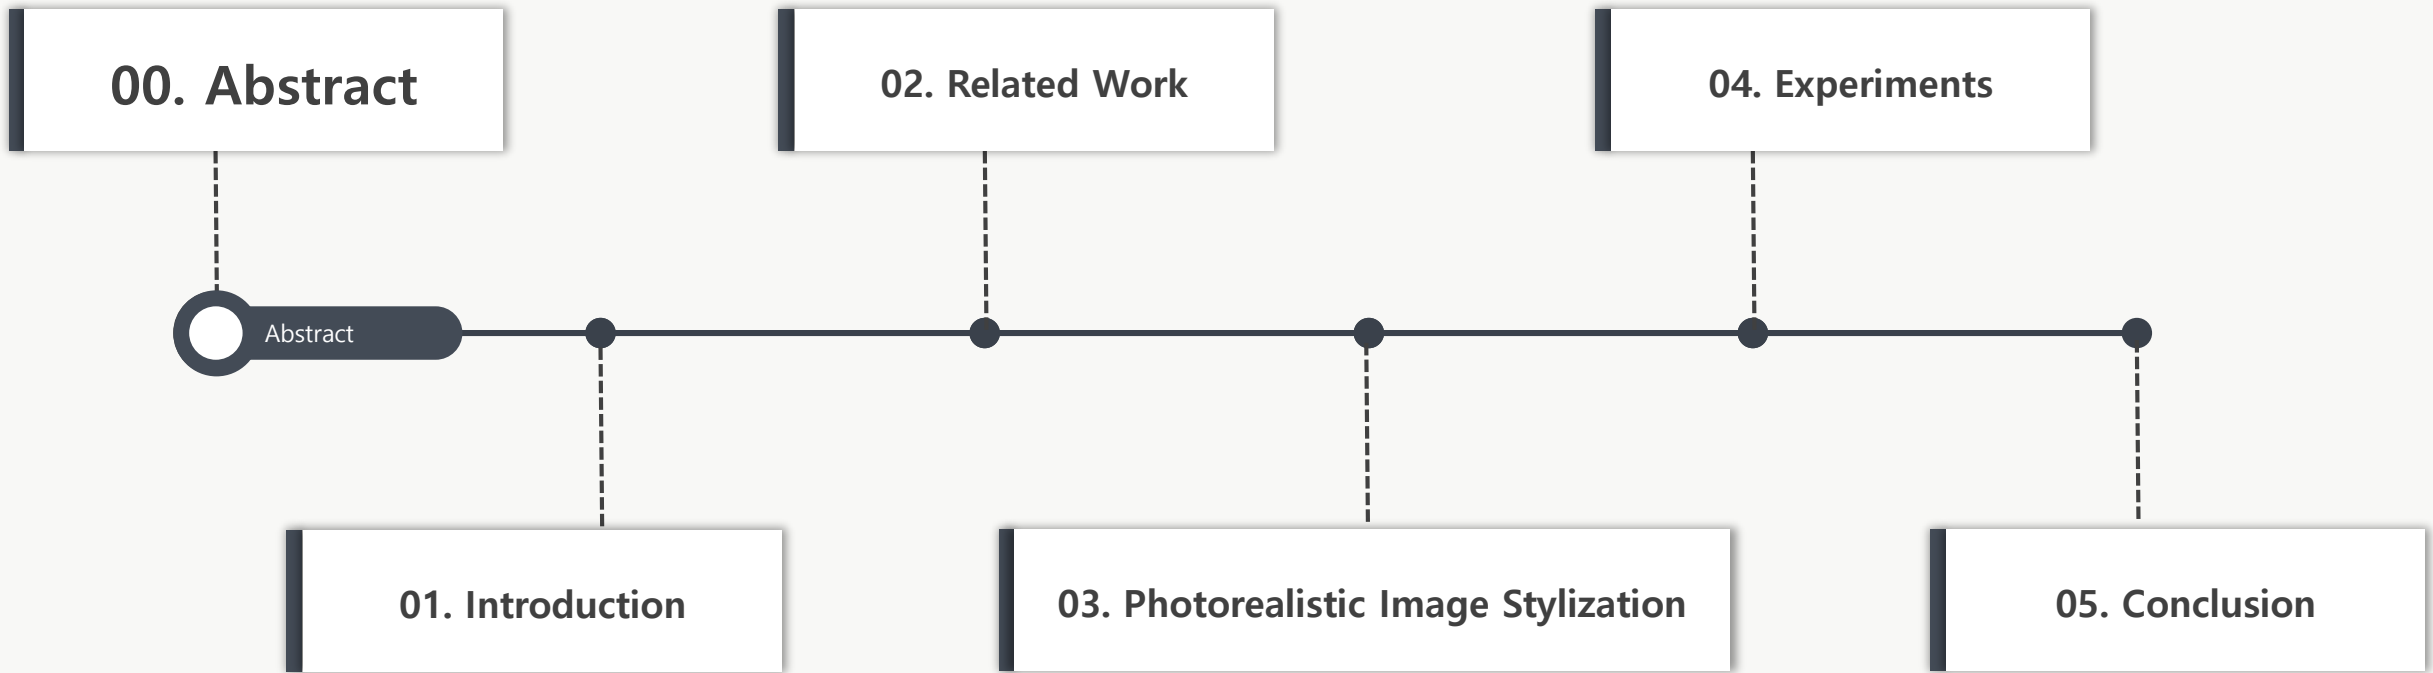 00. Abstract
02. Related Work
04. Experiments
Abstract
01. Introduction
03. Photorealistic Image Stylization
05. Conclusion